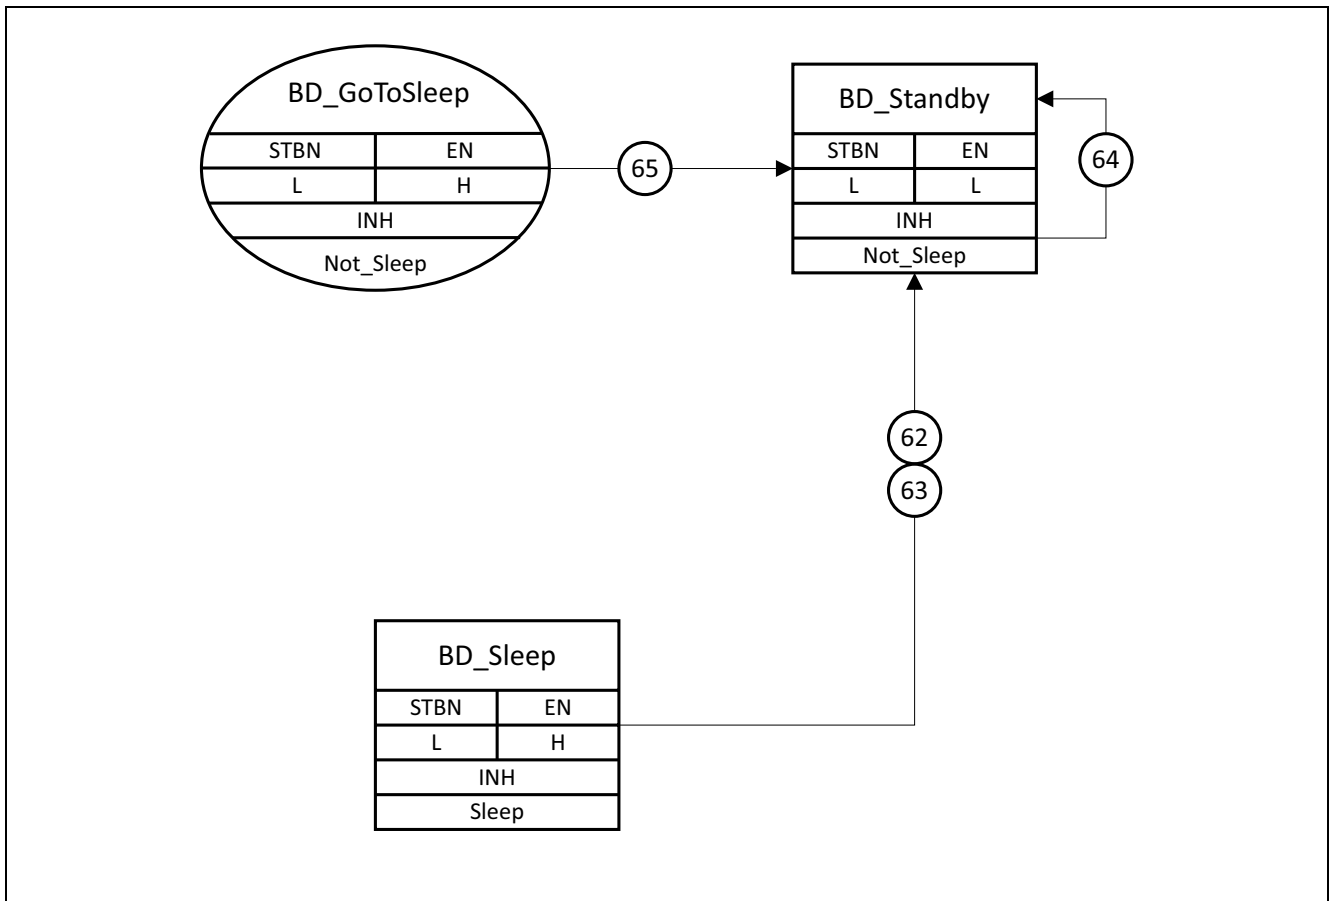 BD_GoToSleep
STBN EN
L H
INH
Not_Sleep
65
BD_Standby
STBN EN
L L
INH
Not_Sleep
64
62
63
BD_Sleep
STBN EN
L H
INH
Sleep